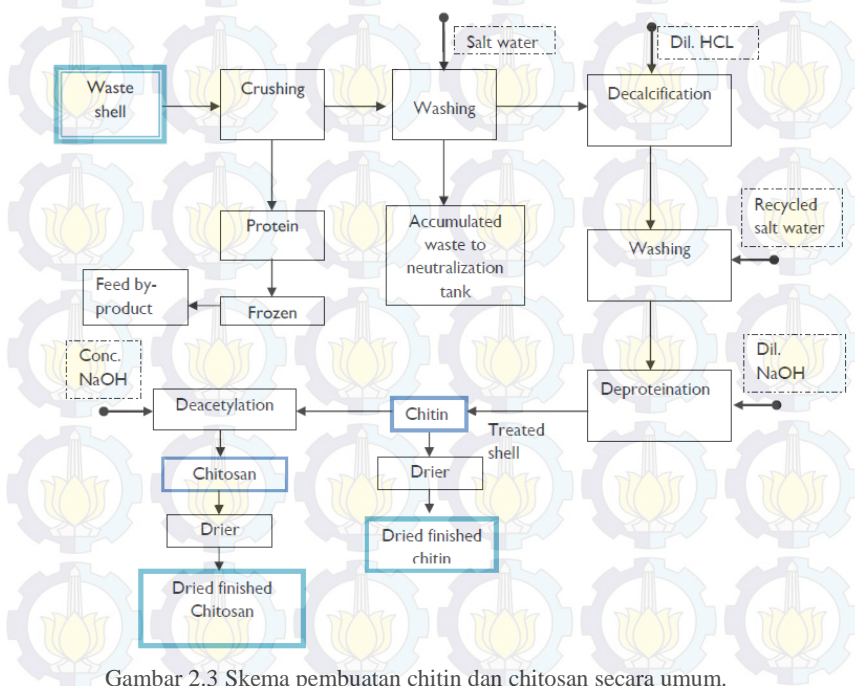 Salt water
Dil. HCL
Waste
shell
Crushing
Washing
Decalcification
Protein
Accumulated
waste to
neutralization
tank
Washing
Recycled
salt water
Feed by-
product
Frozen
Conc.
NaOH
Deacetylation
Chitin
Treated
shell
Deproteination
Dil.
NaOH
Chitosan
Drier
Drier
Dried finished
chitin
Dried finished
Chitosan
Gambar 2.3 Skema pembuatan chitin dan chitosan secara umum.